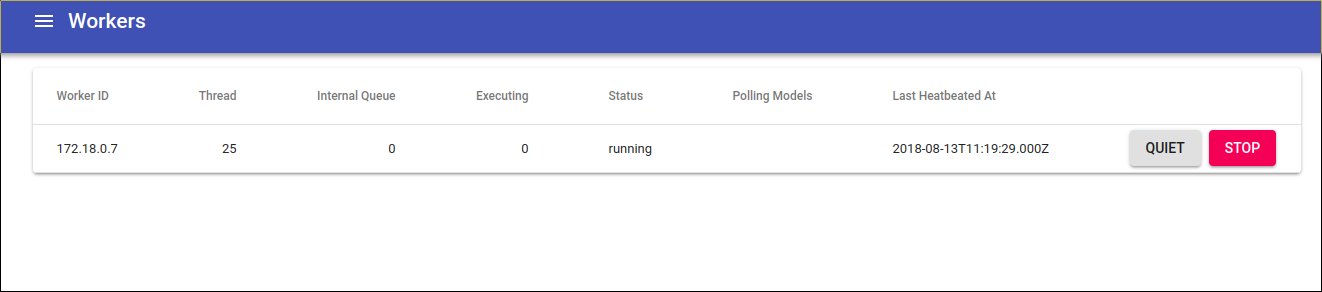 Workers
Worker ID Thread Internal Queue Executing Status Polling Models Last Heatbeated At
172.18.0.7 25 0 0 running 2018-08-13T11:19:29.000Z QUIET STOP